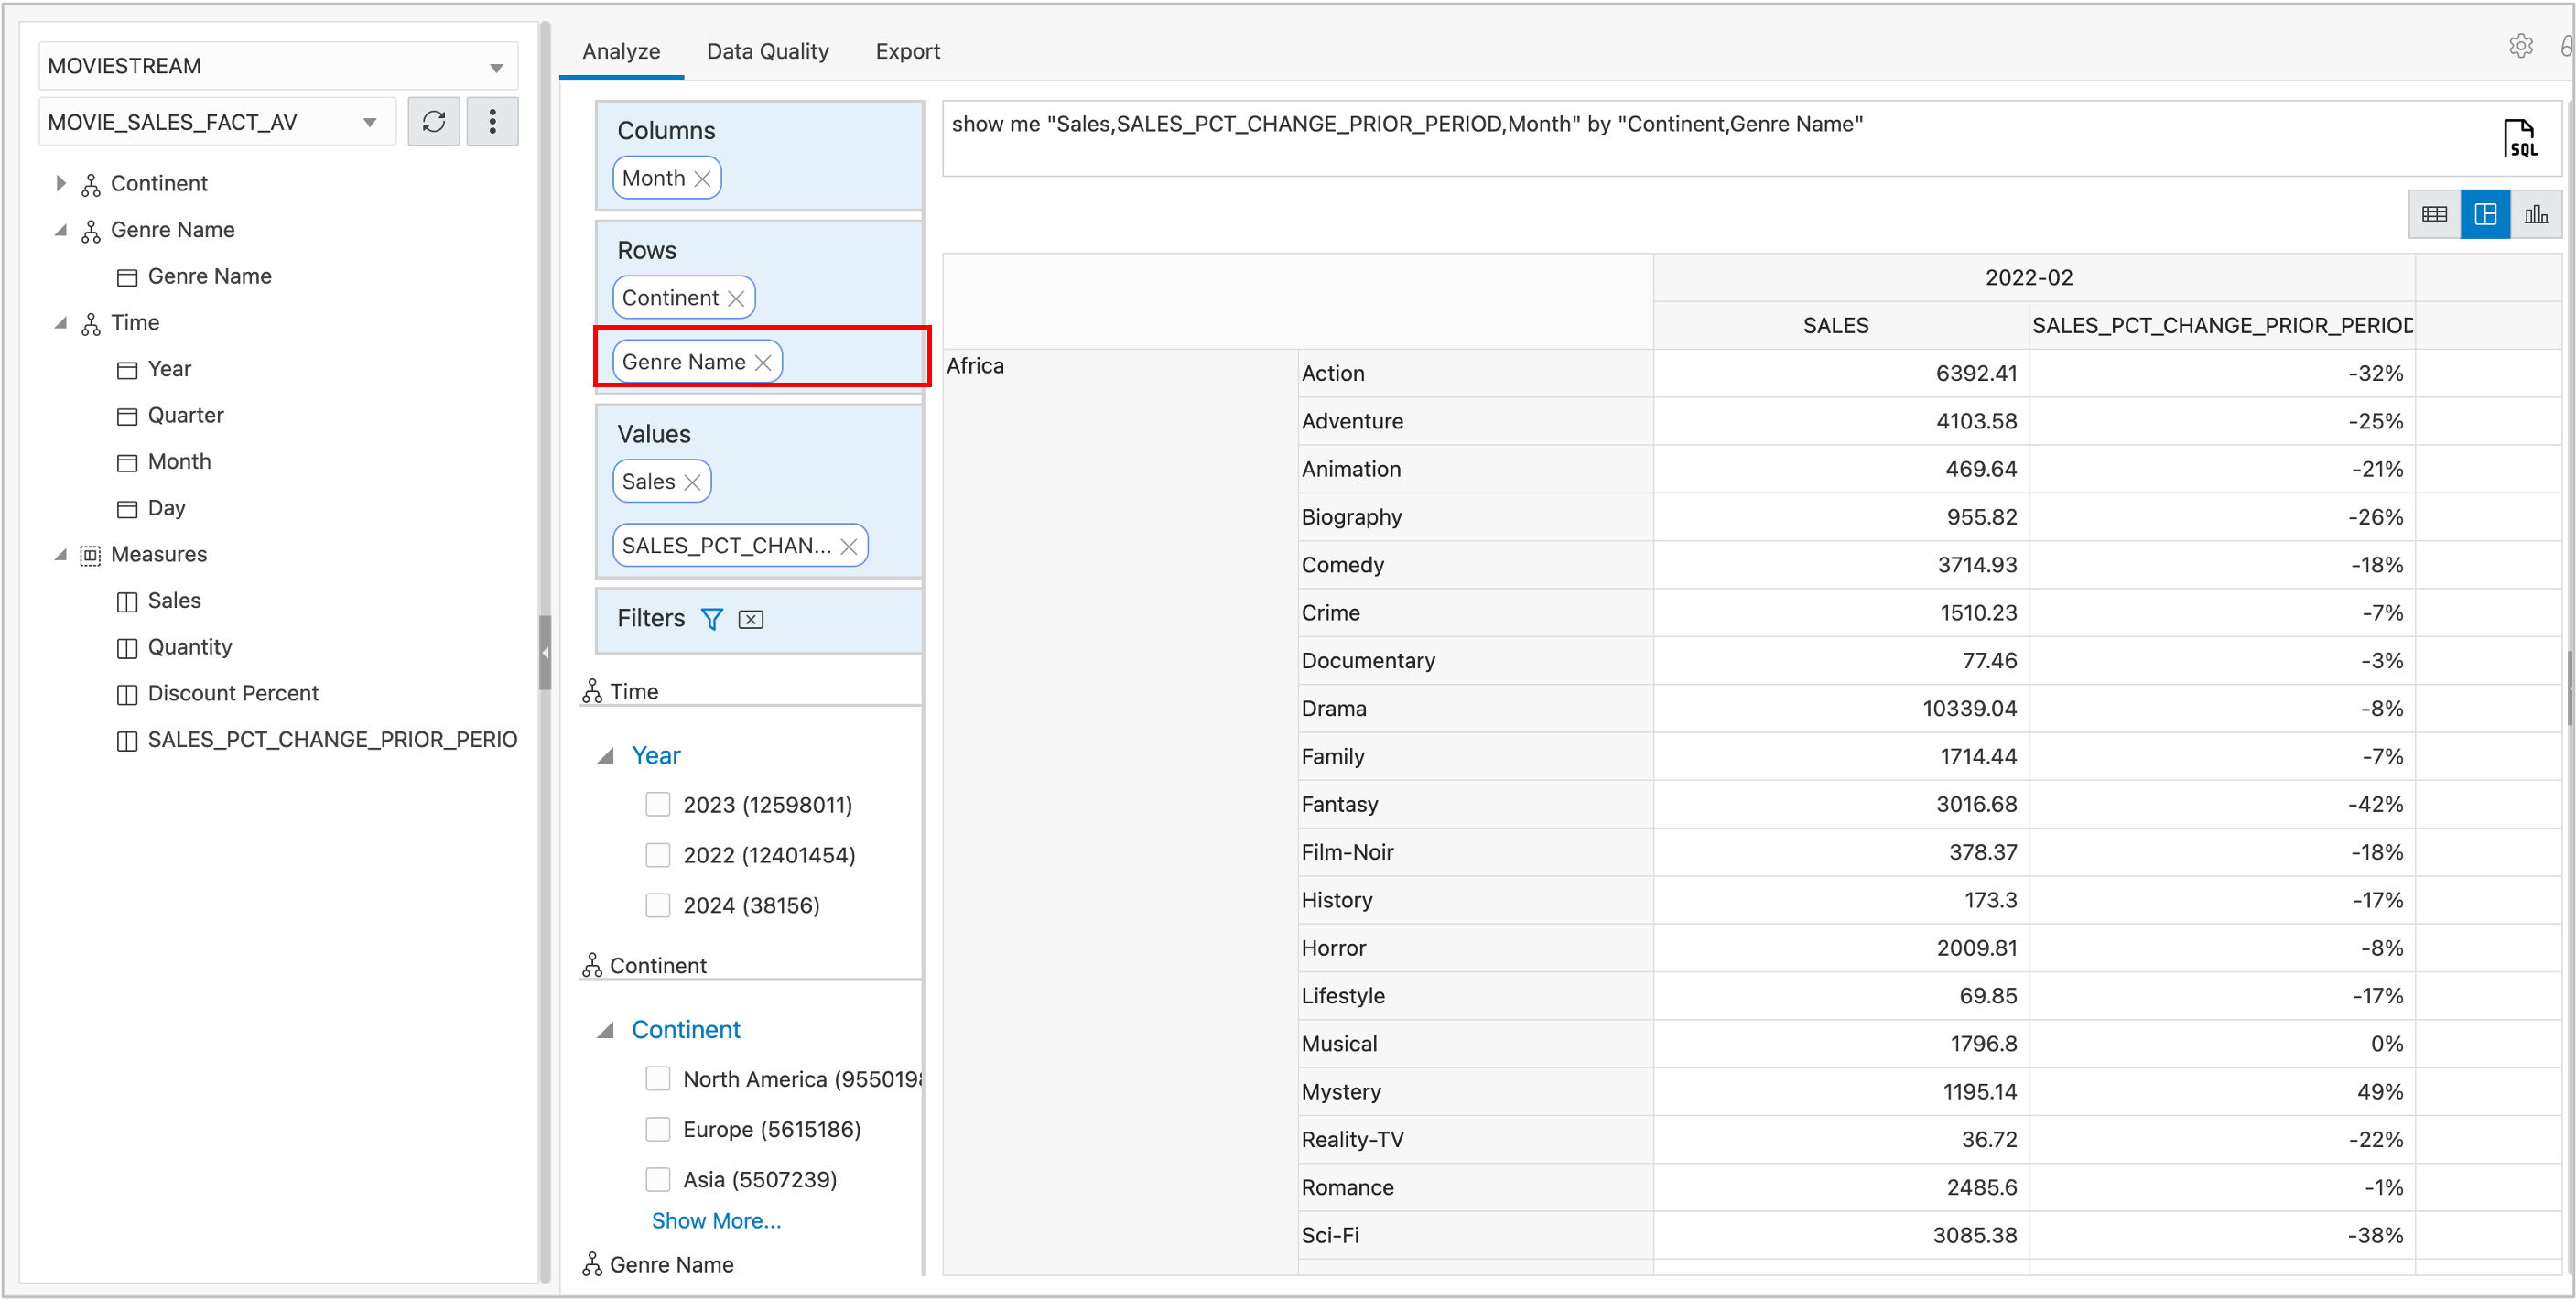 MOVIESTREAM
MOVIE_SALES_FACT_AV
Continent
Genre Name
Genre Name
Time
Year
Quarter
Month
Day
Measures
Sales
Quantity
Discount Percent
SALES_PCT_CHANGE_PRIOR_PERIO
Analyze Data Quality Export
Columns
Month
Rows
Continent
Genre Name
Values
Sales
SALES_PCT_CHAN...
Filters
Time
Year
2023 (12598011)
2022 (12401454)
2024 (38156)
Continent
Continent
North America (955019
Europe (5615186)
Asia (5507239)
Show More...
Genre Name
show me "Sales,SALES_PCT_CHANGE_PRIOR_PERIOD,Month" by "Continent,Genre Name"
SQL
2022-02
SALES SALES_PCT_CHANGE_PRIOR_PERIOD
Africa Action 6392.41 -32%
Adventure 4103.58 -25%
Animation 469.64 -21%
Biography 955.82 -26%
Comedy 3714.93 -18%
Crime 1510.23 -7%
Documentary 77.46 -3%
Drama 10339.04 -8%
Family 1714.44 -7%
Fantasy 3016.68 -42%
Film-Noir 378.37 -18%
History 173.3 -17%
Horror 2009.81 -8%
Lifestyle 69.85 -17%
Musical 1796.8 0%
Mystery 1195.14 49%
Reality-TV 36.72 -22%
Romance 2485.6 -1%
Sci-Fi 3085.38 -38%